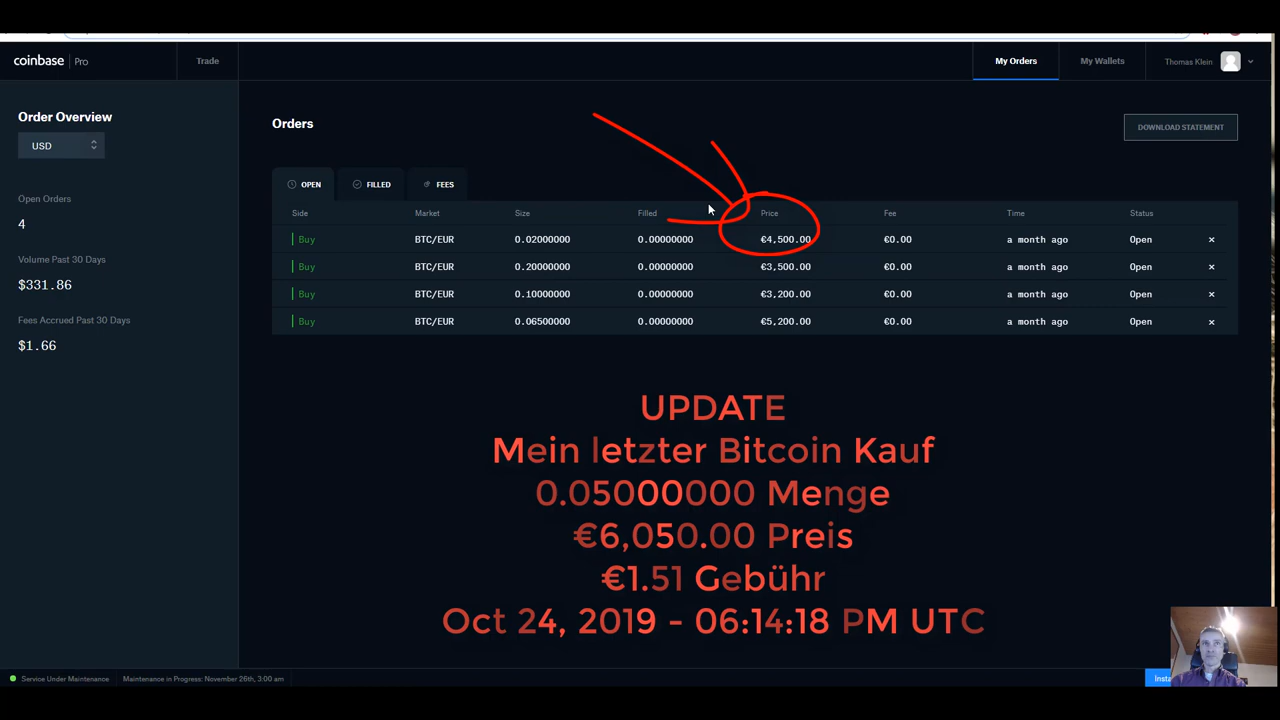 coinbase Pro Trade My Orders My Wallets Thomas Klein
Order Overview
USD
Open Orders
4
Volume Past 30 Days
$331.86
Fees Accrued Past 30 Days
$1.66
Orders
DOWNLOAD STATEMENT
OPEN FILLED FEES
Side Market Size Filled Price Fee Time Status
Buy BTC/EUR 0.02000000 0.00000000 €4,500.00 €0.00 a month ago Open ×
Buy BTC/EUR 0.20000000 0.00000000 €3,500.00 €0.00 a month ago Open ×
Buy BTC/EUR 0.10000000 0.00000000 €3,200.00 €0.00 a month ago Open ×
Buy BTC/EUR 0.06500000 0.00000000 €5,200.00 €0.00 a month ago Open ×
UPDATE
Mein letzter Bitcoin Kauf
0.05000000 Menge
€6,050.00 Preis
€1.51 Gebühr
Oct 24, 2019 - 06:14:18 PM UTC
Service Under Maintenance Maintenance in Progress: November 26th, 3:00 am